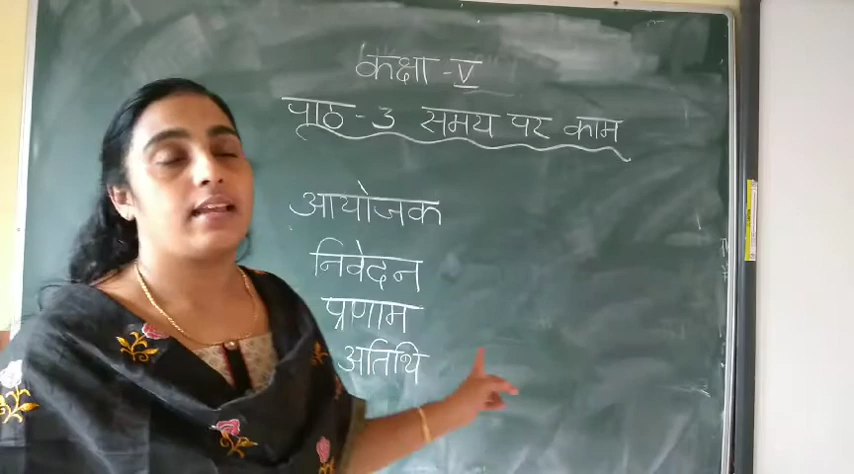 कक्षा - V
पाठ - 3 समय पर काम
आयोजक
निवेदन
प्रणाम
अतिथि